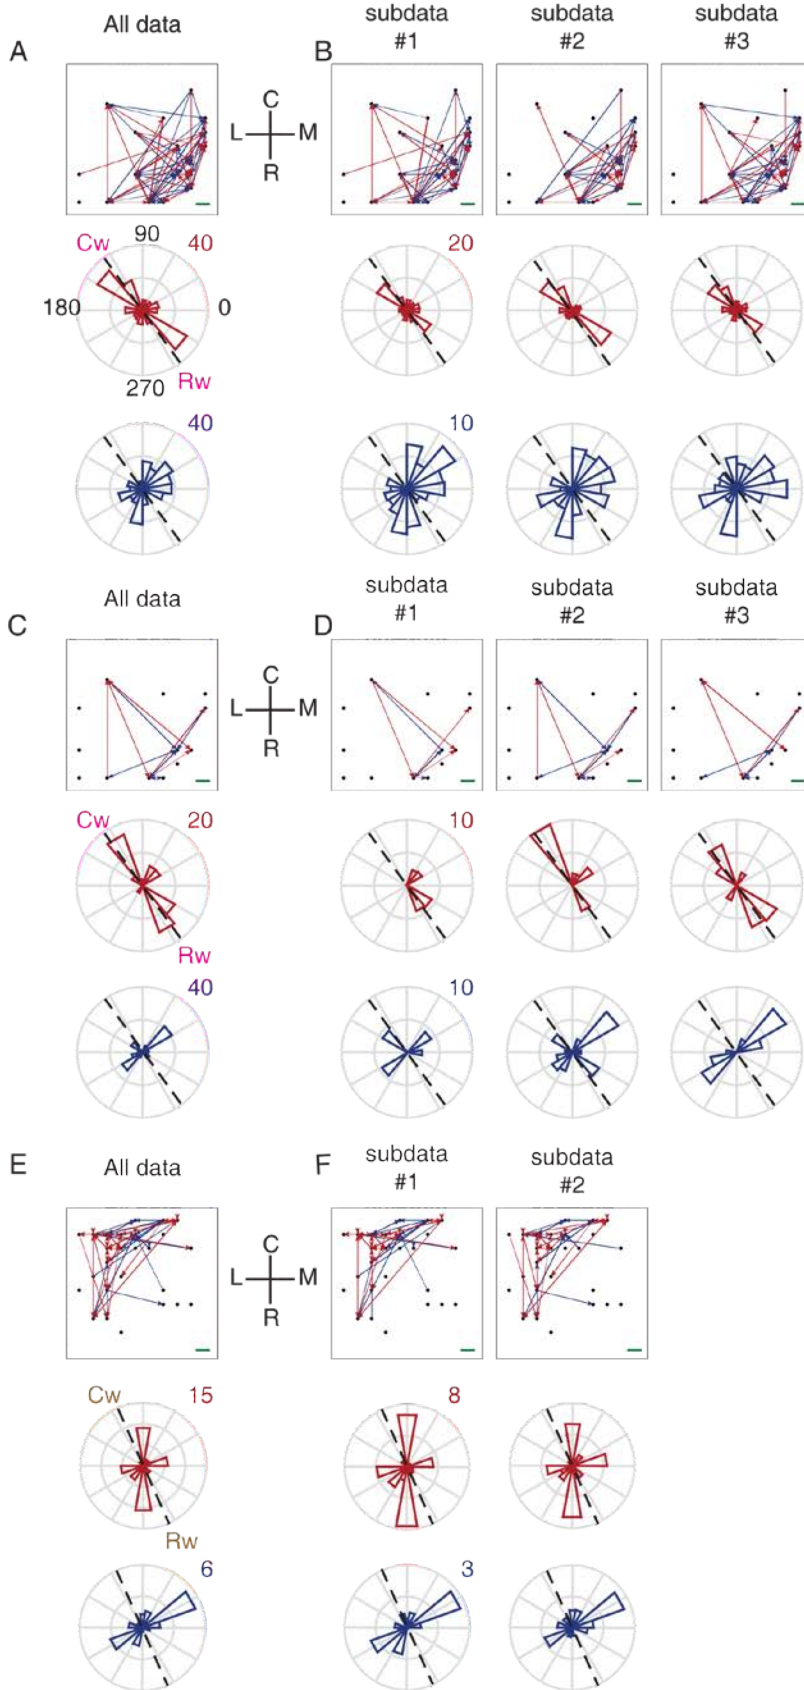 A
All data
B
subdata
#1
subdata
#2
subdata
#3
C
L
M
R
Cw
90
40
180
0
270
Rw
20
40
10
C
All data
D
subdata
#1
subdata
#2
subdata
#3
C
L
M
R
Cw
20
10
Rw
40
10
E
All data
F
subdata
#1
subdata
#2
C
L
M
R
Cw
15
8
Rw
6
3